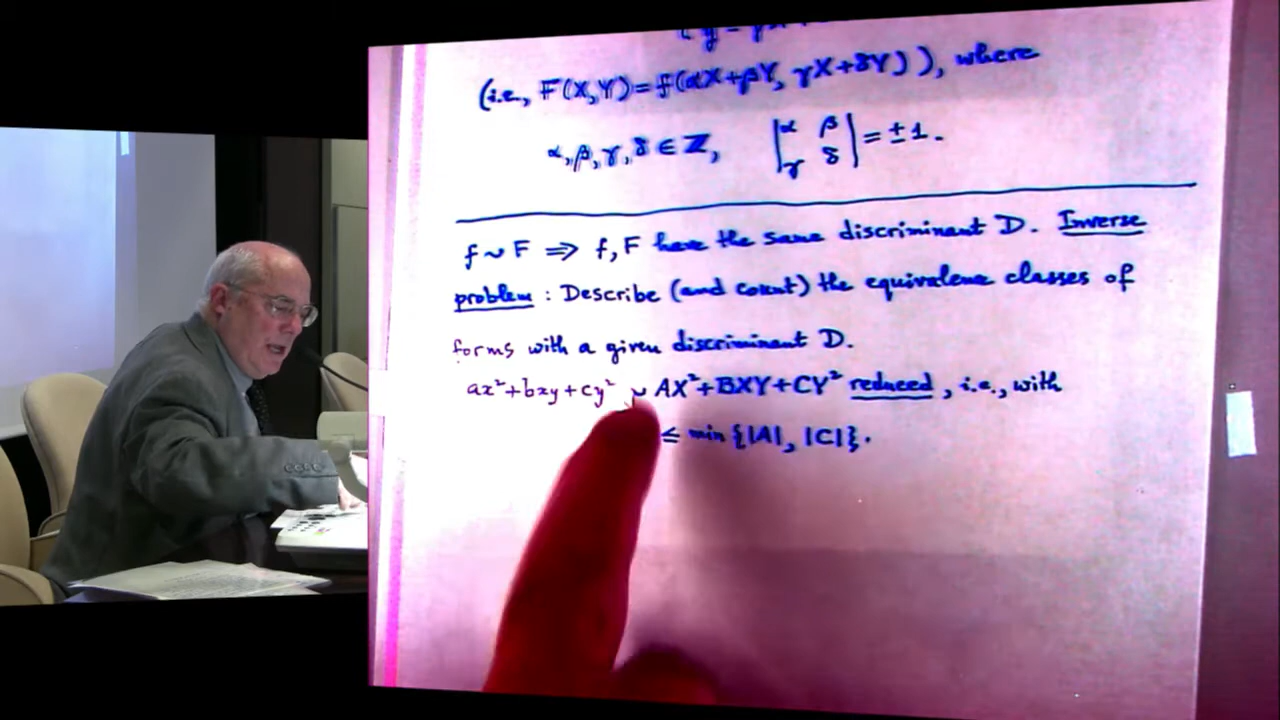 (i.e., F(X,Y)=f(αX+βY, γX+δY)), where
α,β,γ,δ ∈ Z, |α β; γ δ| = ±1.
f ~ F ⇒ f, F have the same discriminant D. Inverse
problem: Describe (and count) the equivalence classes of
forms with a given discriminant D.
ax²+bxy+cy² ~ AX²+BXY+CY² reduced, i.e., with
≤ min{|A|, |C|}.